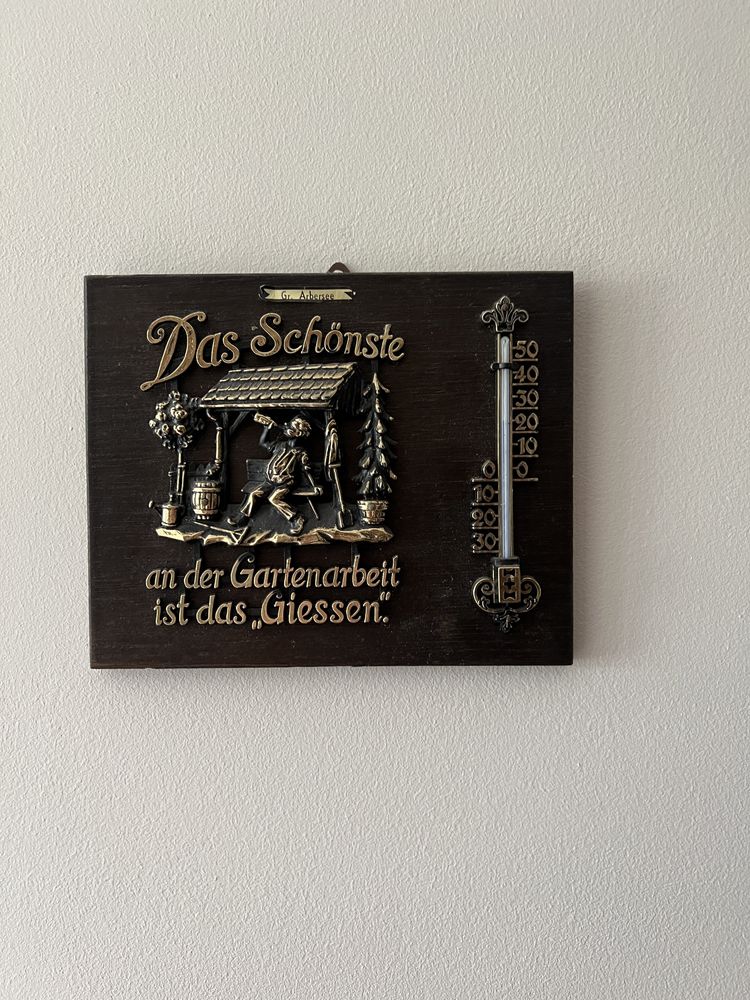 Gr. Arbersee
Das Schönste
an der Gartenarbeit
ist das „Giessen."
50
40
30
20
10
0 0
10
20
30